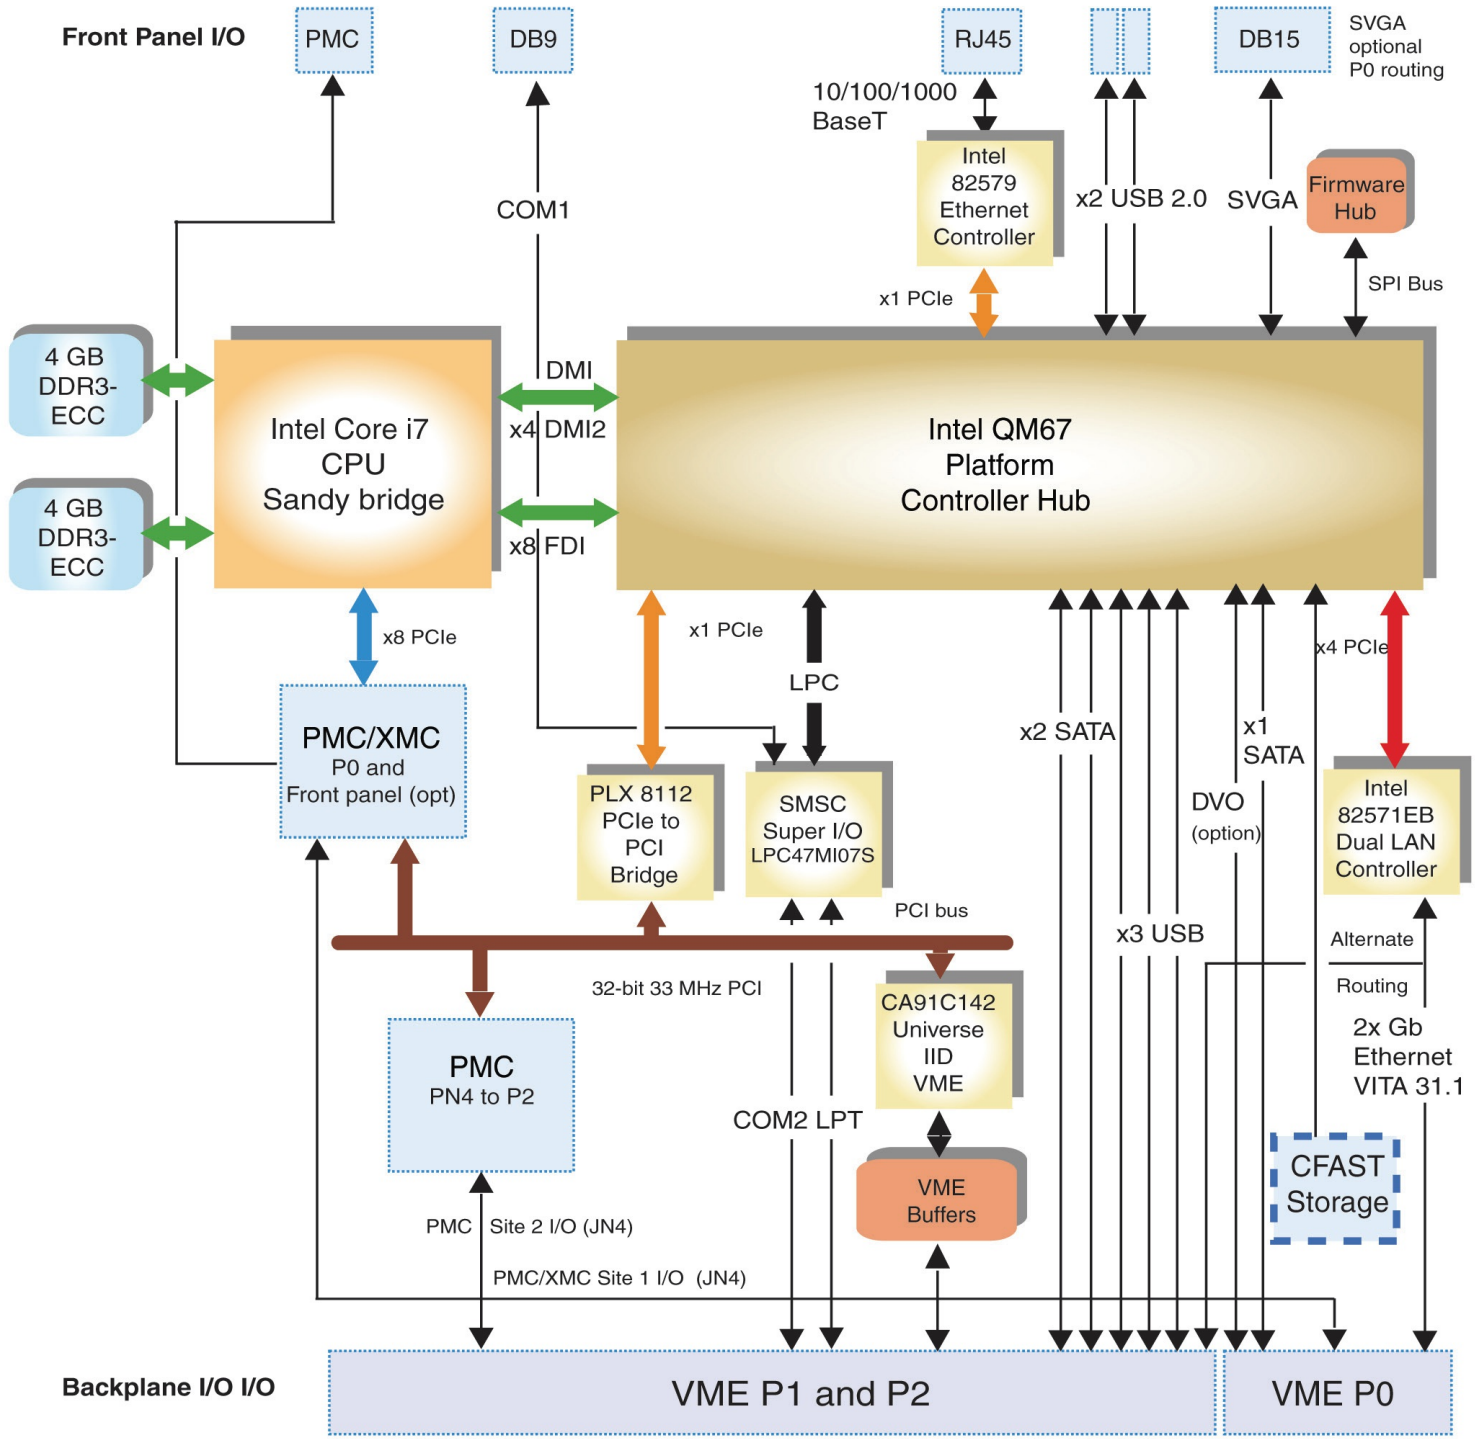 Front Panel I/O
PMC
DB9
RJ45
DB15
SVGA
optional
P0 routing
10/100/1000
BaseT
Intel
82579
Ethernet
Controller
x2 USB 2.0
SVGA
Firmware
Hub
COM1
x1 PCIe
SPI Bus
4 GB
DDR3-
ECC
4 GB
DDR3-
ECC
Intel Core i7
CPU
Sandy bridge
DMI
x4 DMI2
x8 FDI
Intel QM67
Platform
Controller Hub
x8 PCIe
x1 PCIe
LPC
x4 PCIe
PMC/XMC
P0 and
Front panel (opt)
PLX 8112
PCIe to
PCI
Bridge
SMSC
Super I/O
LPC47MI07S
x2 SATA
x1
SATA
DVO
(option)
Intel
82571EB
Dual LAN
Controller
PCI bus
x3 USB
Alternate
Routing
32-bit 33 MHz PCI
CA91C142
Universe
IID
VME
2x Gb
Ethernet
VITA 31.1
PMC
PN4 to P2
COM2 LPT
VME
Buffers
CFAST
Storage
PMC Site 2 I/O (JN4)
PMC/XMC Site 1 I/O (JN4)
Backplane I/O I/O
VME P1 and P2
VME P0